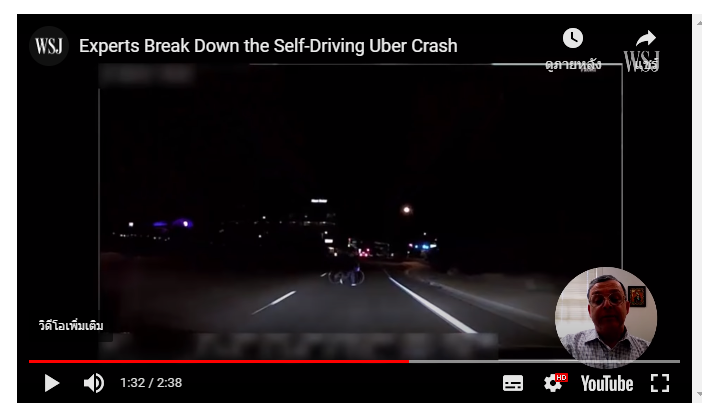 WSJ Experts Break Down the Self-Driving Uber Crash
ดูภายหลัง แชร์
WSJ
วิดีโอเพิ่มเติม
1:32 / 2:38
HD YouTube